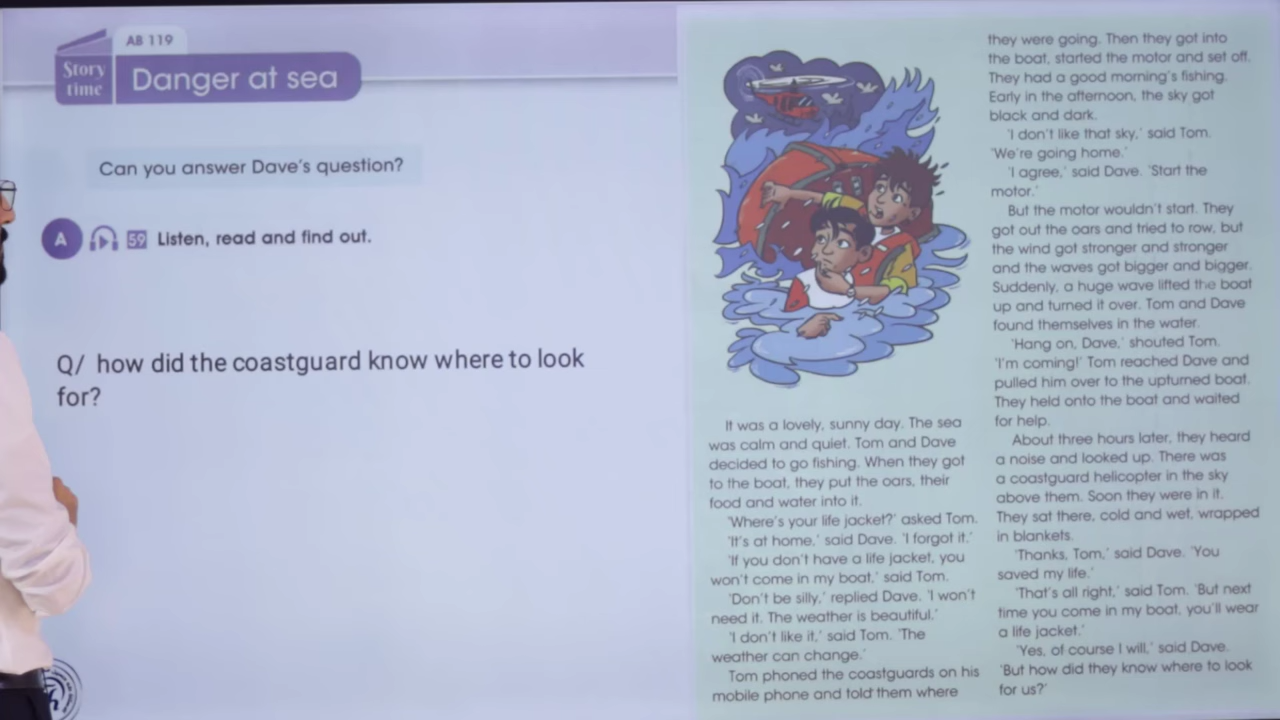 AB 119
Story
time
Danger at sea
Can you answer Dave's question?
A 59 Listen, read and find out.
Q/ how did the coastguard know where to look
for?
It was a lovely, sunny day. The sea
was calm and quiet. Tom and Dave
decided to go fishing. When they got
to the boat, they put the oars, their
food and water into it.
'Where's your life jacket?' asked Tom.
'It's at home,' said Dave. 'I forgot it.'
'If you don't have a life jacket, you
won't come in my boat,' said Tom.
'Don't be silly,' replied Dave. 'I won't
need it. The weather is beautiful.'
'I don't like it,' said Tom. 'The
weather can change.'
Tom phoned the coastguards on his
mobile phone and told them where
they were going. Then they got into
the boat, started the motor and set off.
They had a good morning's fishing.
Early in the afternoon, the sky got
black and dark.
'I don't like that sky,' said Tom.
'We're going home.'
'I agree,' said Dave. 'Start the
motor.'
But the motor wouldn't start. They
got out the oars and tried to row, but
the wind got stronger and stronger
and the waves got bigger and bigger.
Suddenly, a huge wave lifted the boat
up and turned it over. Tom and Dave
found themselves in the water.
'Hang on, Dave,' shouted Tom.
'I'm coming!' Tom reached Dave and
pulled him over to the upturned boat.
They held onto the boat and waited
for help.
About three hours later, they heard
a noise and looked up. There was
a coastguard helicopter in the sky
above them. Soon they were in it.
They sat there, cold and wet, wrapped
in blankets.
'Thanks, Tom,' said Dave. 'You
saved my life.'
'That's all right,' said Tom. 'But next
time you come in my boat, you'll wear
a life jacket.'
'Yes, of course I will,' said Dave.
'But how did they know where to look
for us?'